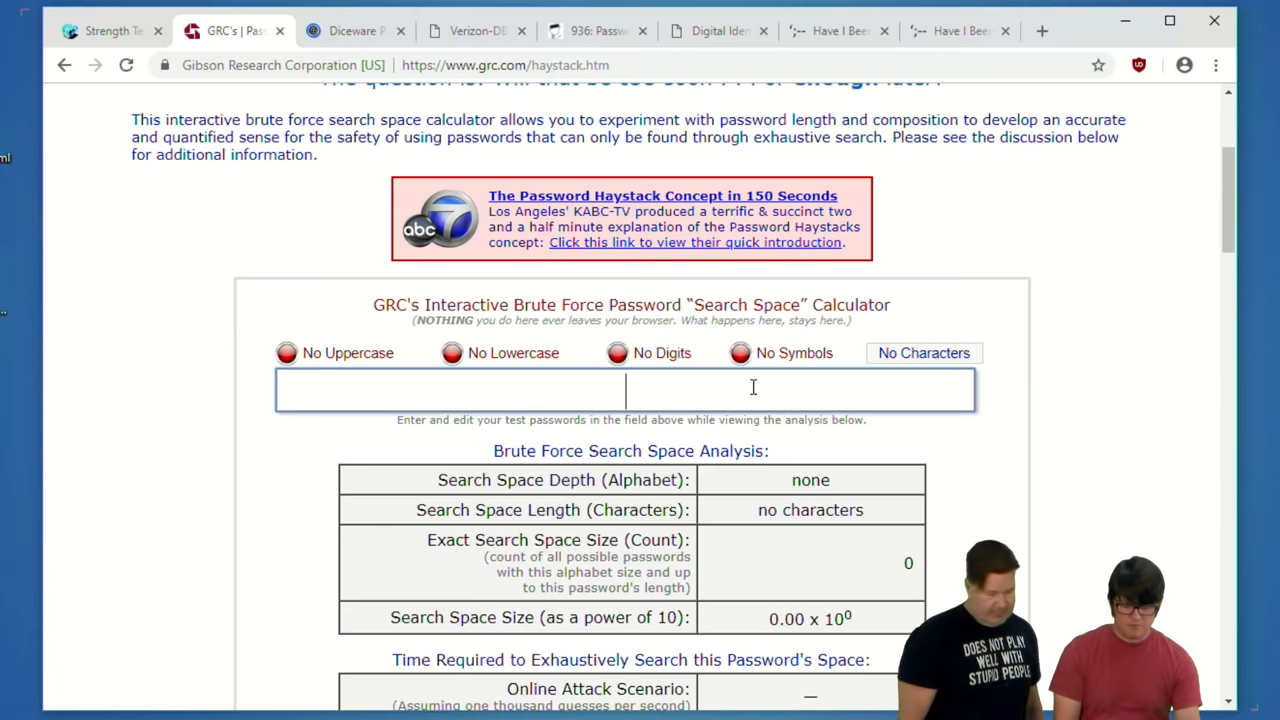 Strength Te
GRC's | Pas
Diceware P
Verizon-DB
936: Passw
Digital Iden
Have I Bee
Have I Bee
Gibson Research Corporation [US]
https://www.grc.com/haystack.htm
This interactive brute force search space calculator allows you to experiment with password length and composition to develop an accurate
and quantified sense for the safety of using passwords that can only be found through exhaustive search. Please see the discussion below
for additional information.
abc 7
The Password Haystack Concept in 150 Seconds
Los Angeles' KABC-TV produced a terrific & succinct two
and a half minute explanation of the Password Haystacks
concept: Click this link to view their quick introduction.
GRC's Interactive Brute Force Password “Search Space” Calculator
(NOTHING you do here ever leaves your browser. What happens here, stays here.)
No Uppercase
No Lowercase
No Digits
No Symbols
No Characters
Enter and edit your test passwords in the field above while viewing the analysis below.
Brute Force Search Space Analysis:
Search Space Depth (Alphabet): none
Search Space Length (Characters): no characters
Exact Search Space Size (Count):
(count of all possible passwords
with this alphabet size and up
to this password's length)
0
Search Space Size (as a power of 10): 0.00 x 10⁰
Time Required to Exhaustively Search this Password's Space:
Online Attack Scenario: —
(Assuming one thousand guesses per second)
DOES NOT PLAY
WELL WITH
STUPID PEOPLE